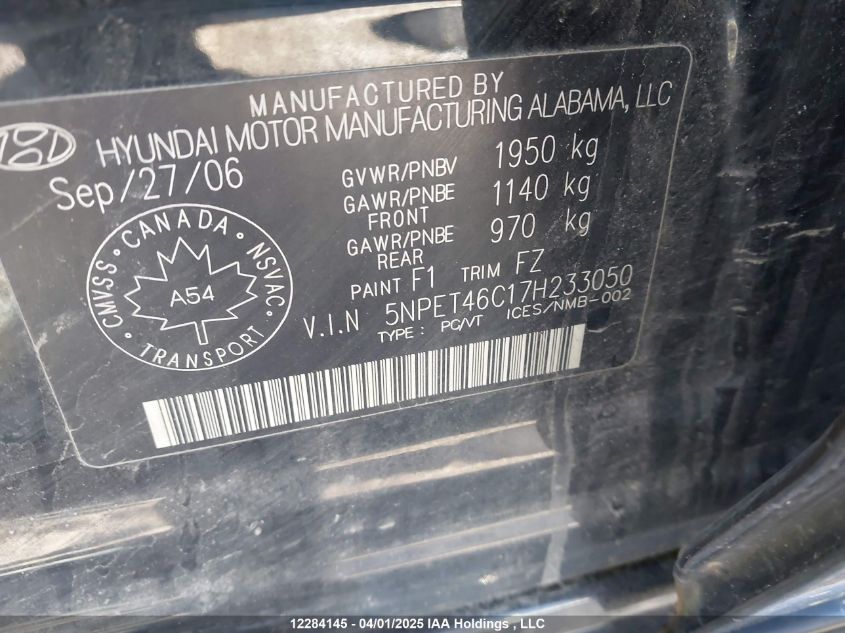 MANUFACTURED BY
HYUNDAI MOTOR MANUFACTURING ALABAMA, LLC
Sep/27/06
GVWR/PNBV 1950 kg
GAWR/PNBE FRONT 1140 kg
GAWR/PNBE REAR 970 kg
PAINT F1 TRIM FZ
V.I.N 5NPET46C17H233050
TYPE : PC/VT ICES/NMB-002
CMVSS • CANADA • NSVAC • TRANSPORT •
A54
12284145 - 04/01/2025 IAA Holdings , LLC